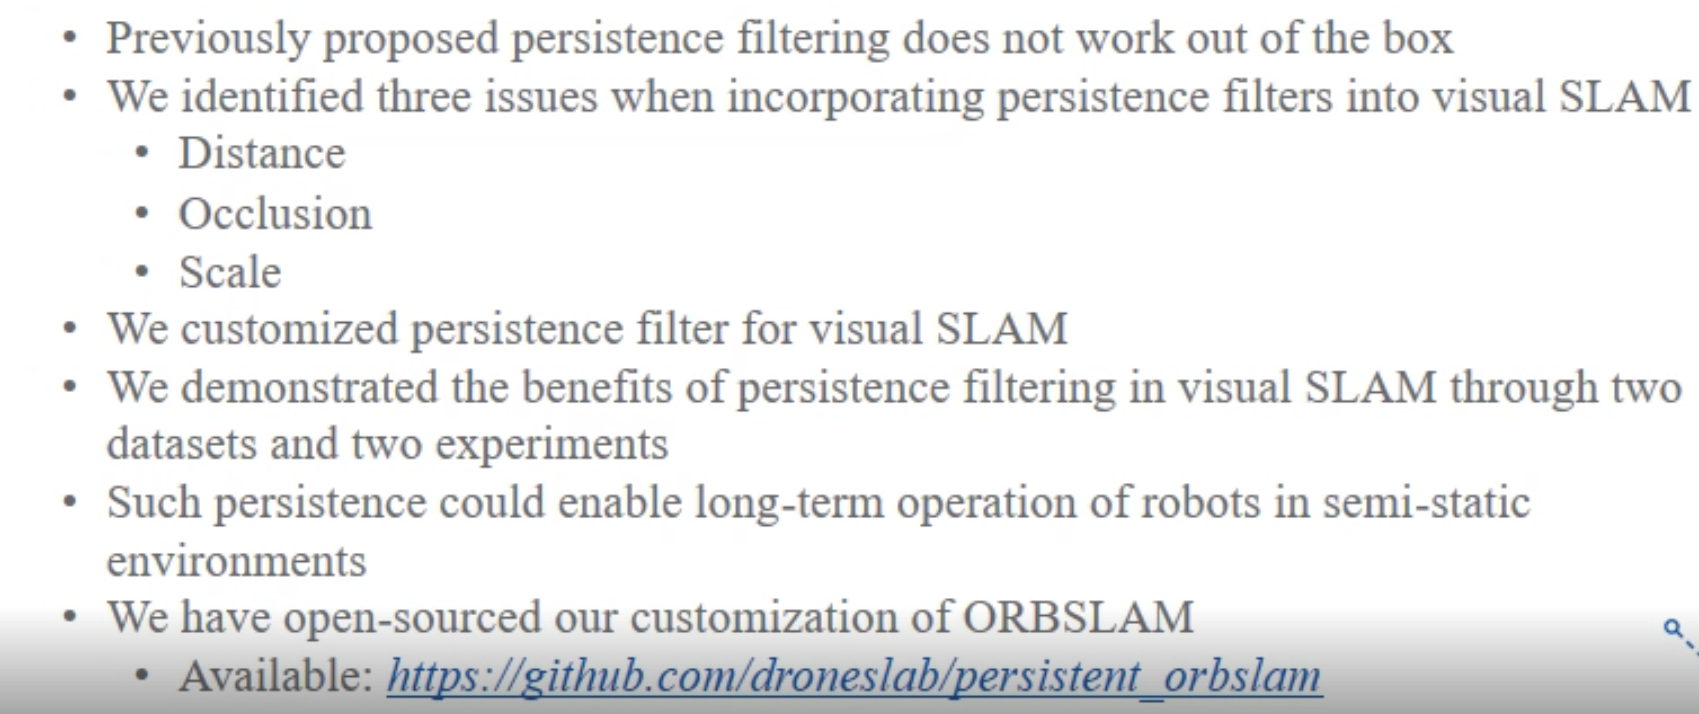 • Previously proposed persistence filtering does not work out of the box
• We identified three issues when incorporating persistence filters into visual SLAM
• Distance
• Occlusion
• Scale
• We customized persistence filter for visual SLAM
• We demonstrated the benefits of persistence filtering in visual SLAM through two
datasets and two experiments
• Such persistence could enable long-term operation of robots in semi-static
environments
• We have open-sourced our customization of ORBSLAM
• Available: https://github.com/droneslab/persistent_orbslam